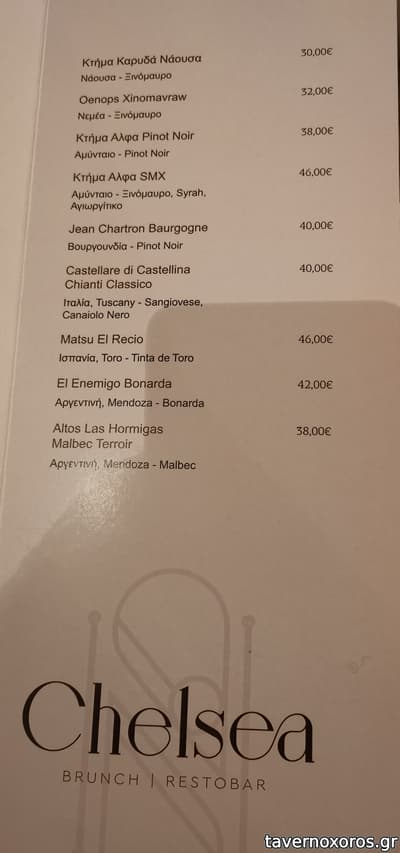 Κτήμα Καρυδά Νάουσα 30,00€
Νάουσα - Ξινόμαυρο
Oenops Xinomavraw 32,00€
Νεμέα - Ξινόμαυρο
Κτήμα Άλφα Pinot Noir 38,00€
Αμύνταιο - Pinot Noir
Κτήμα Άλφα SMX 46,00€
Αμύνταιο - Ξινόμαυρο, Syrah,
Αγιωργίτικο
Jean Chartron Baurgogne 40,00€
Βουργουνδία - Pinot Noir
Castellare di Castellina 40,00€
Chianti Classico
Ιταλία, Tuscany - Sangiovese,
Canaiolo Nero
Matsu El Recio 46,00€
Ισπανία, Toro - Tinta de Toro
El Enemigo Bonarda 42,00€
Αργεντινή, Mendoza - Bonarda
Altos Las Hormigas 38,00€
Malbec Terroir
Αργεντινή, Mendoza - Malbec
Chelsea
BRUNCH | RESTOBAR
tavernoxoros.gr